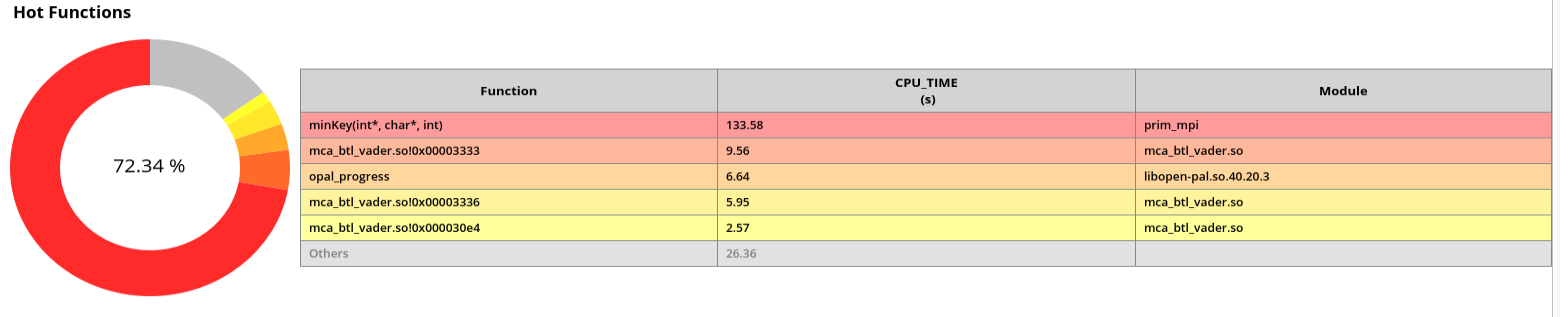 Hot Functions
72.34 %
Function CPU_TIME (s) Module
minKey(int*, char*, int) 133.58 prim_mpi
mca_btl_vader.so!0x00003333 9.56 mca_btl_vader.so
opal_progress 6.64 libopen-pal.so.40.20.3
mca_btl_vader.so!0x00003336 5.95 mca_btl_vader.so
mca_btl_vader.so!0x000030e4 2.57 mca_btl_vader.so
Others 26.36